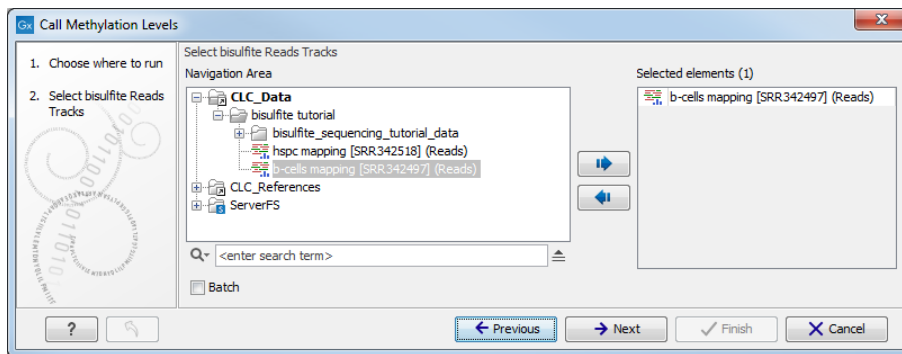 Gx Call Methylation Levels
X
1. Choose where to run
2. Select bisulfite Reads
Tracks
Select bisulfite Reads Tracks
Navigation Area
CLC_Data
bisulfite tutorial
bisulfite_sequencing_tutorial_data
hspc mapping [SRR342518] (Reads)
b-cells mapping [SRR342497] (Reads)
CLC_References
ServerFS
<enter search term>
Batch
Selected elements (1)
b-cells mapping [SRR342497] (Reads)
?
Previous
Next
Finish
Cancel